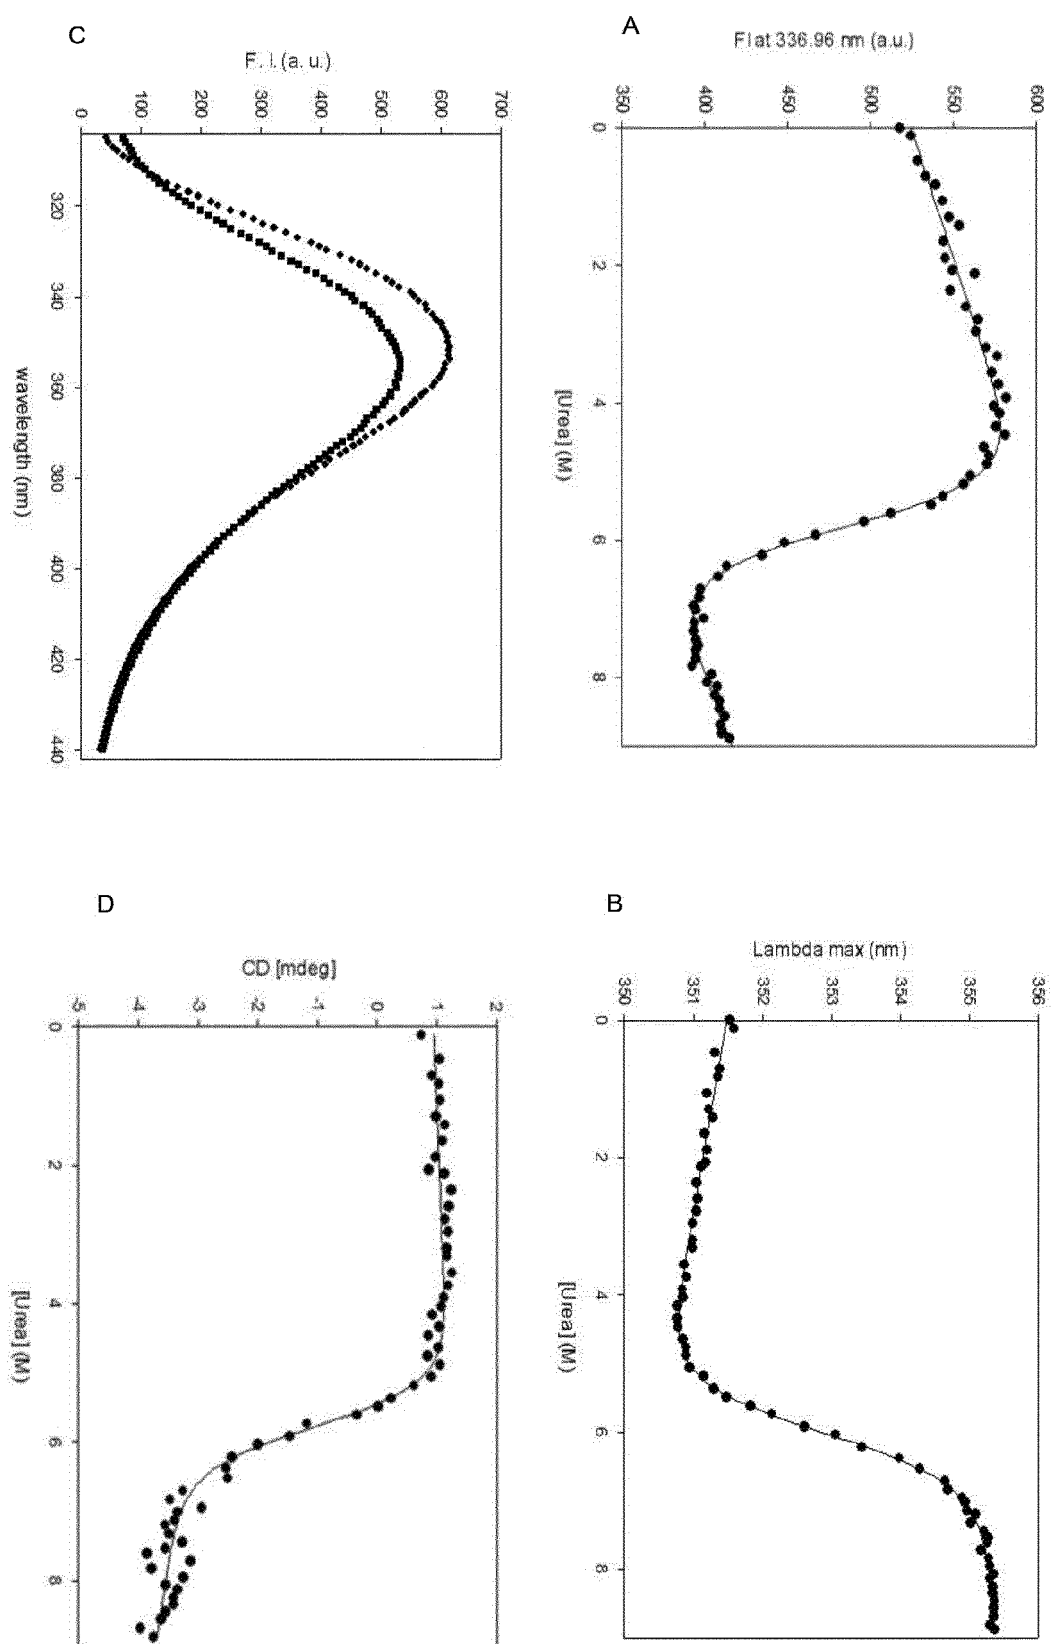 A
FI at 336.96 nm (a.u.)
350 400 450 500 550 600
0 2 4 6 8
[Urea] (M)
B
Lambda max (nm)
350 351 352 353 354 355 356
0 2 4 6 8
[Urea] (M)
C
F. I. (a. u.)
0 100 200 300 400 500 600 700
320 340 360 380 400 420 440
wavelength (nm)
D
CD [mdeg]
-5 -4 -3 -2 -1 0 1 2
0 2 4 6 8
[Urea] (M)